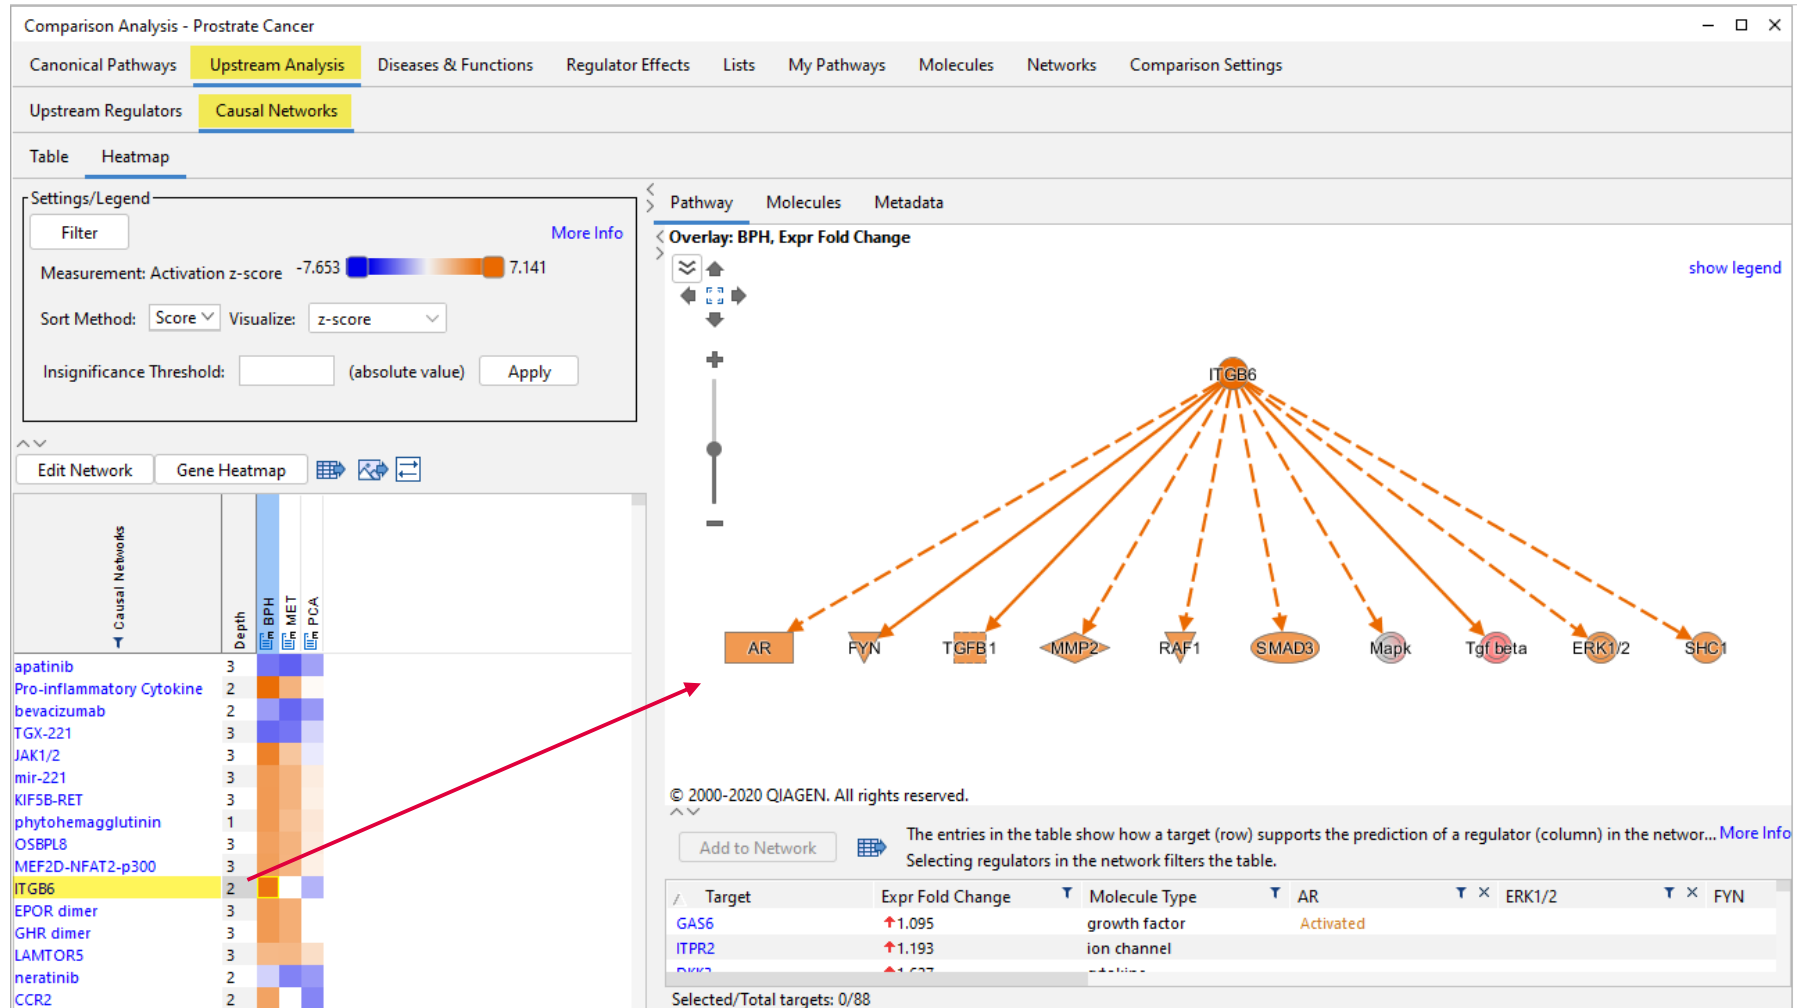 Comparison Analysis - Prostrate Cancer
Canonical Pathways Upstream Analysis Diseases & Functions Regulator Effects Lists My Pathways Molecules Networks Comparison Settings
Upstream Regulators Causal Networks
Table Heatmap
Settings/Legend
Filter More Info
Measurement: Activation z-score -7.653 7.141
Sort Method: Score Visualize: z-score
Insignificance Threshold: (absolute value) Apply
Edit Network Gene Heatmap
Causal Networks Depth BPH MET PCA
apatinib 3
Pro-inflammatory Cytokine 2
bevacizumab 2
TGX-221 3
JAK1/2 3
mir-221 3
KIF5B-RET 3
phytohemagglutinin 1
OSBPL8 3
MEF2D-NFAT2-p300 3
ITGB6 2
EPOR dimer 3
GHR dimer 3
LAMTOR5 3
neratinib 2
CCR2 2
Pathway Molecules Metadata
Overlay: BPH, Expr Fold Change
show legend
ITGB6
AR FYN TGFB1 MMP2 RAF1 SMAD3 Mapk Tgf beta ERK1/2 SHC1
© 2000-2020 QIAGEN. All rights reserved.
Add to Network
The entries in the table show how a target (row) supports the prediction of a regulator (column) in the networ... More Info
Selecting regulators in the network filters the table.
Target Expr Fold Change Molecule Type AR ERK1/2 FYN
GAS6 1.095 growth factor Activated
ITPR2 1.193 ion channel
Selected/Total targets: 0/88